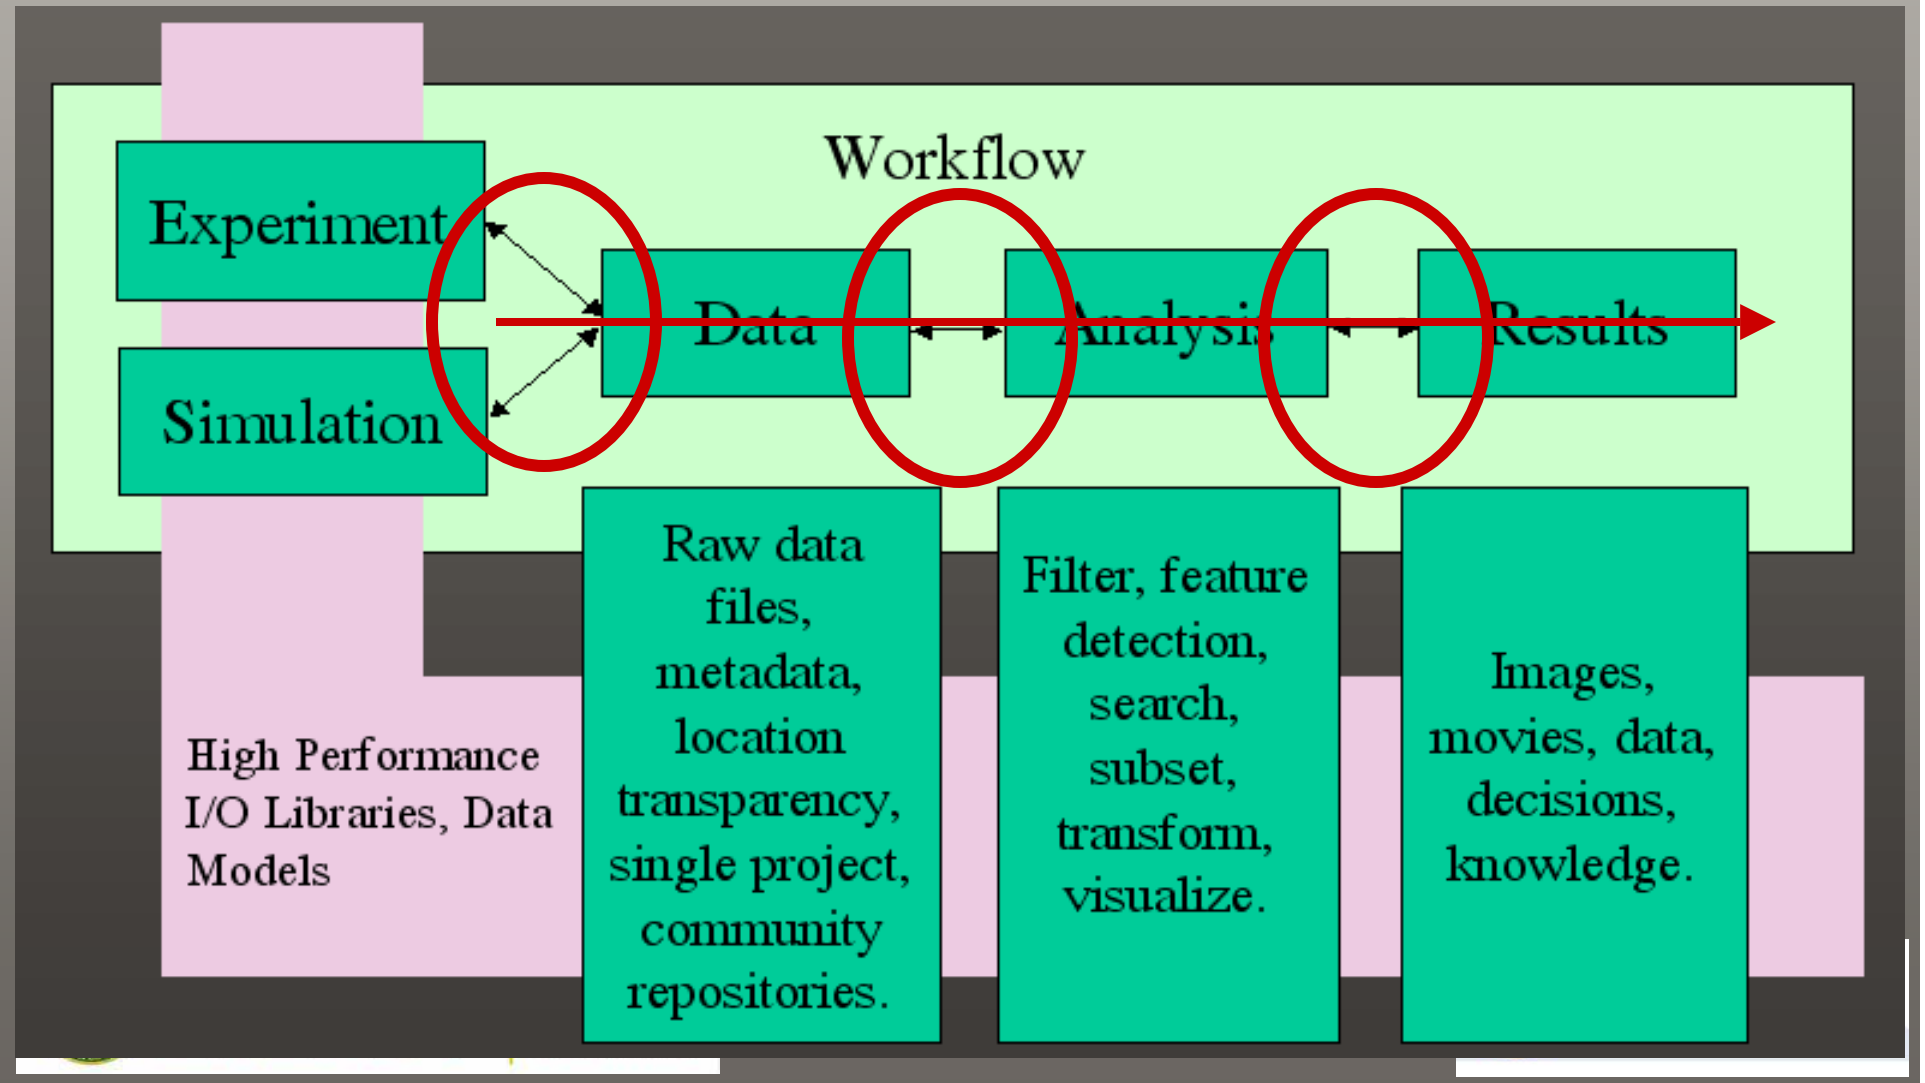 Workflow
Experiment
Simulation
Data
Analysis
Results
Raw data
files,
metadata,
location
transparency,
single project,
community
repositories.
Filter, feature
detection,
search,
subset,
transform,
visualize.
Images,
movies, data,
decisions,
knowledge.
High Performance
I/O Libraries, Data
Models